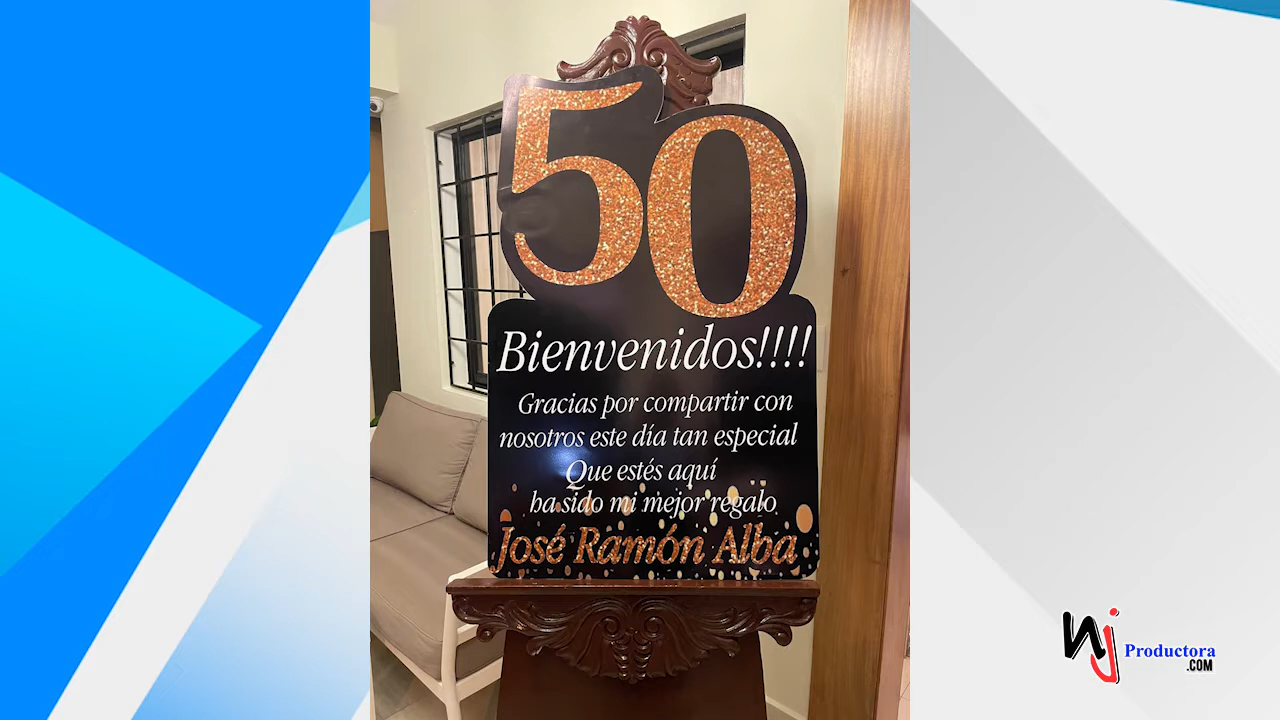 50
Bienvenidos!!!!
Gracias por compartir con
nosotros este día tan especial
Que estés aquí
ha sido mi mejor regalo
José Ramón Alba
nj Productora
.COM